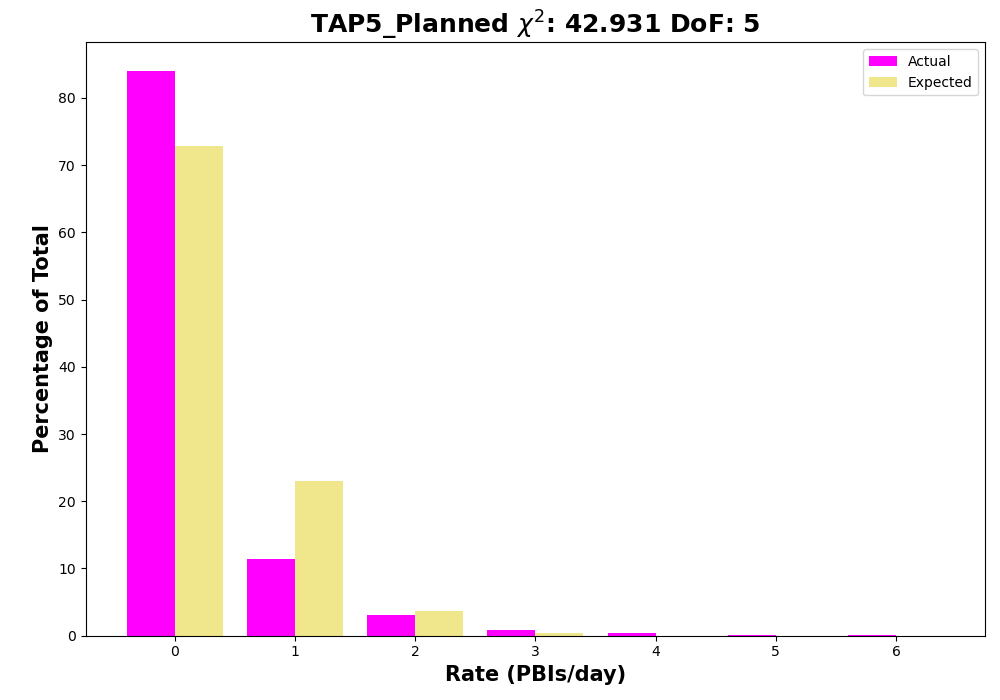 TAP5_Planned χ²: 42.931 DoF: 5
Actual
Expected
Percentage of Total
80
70
60
50
40
30
20
10
0
0 1 2 3 4 5 6
Rate (PBIs/day)